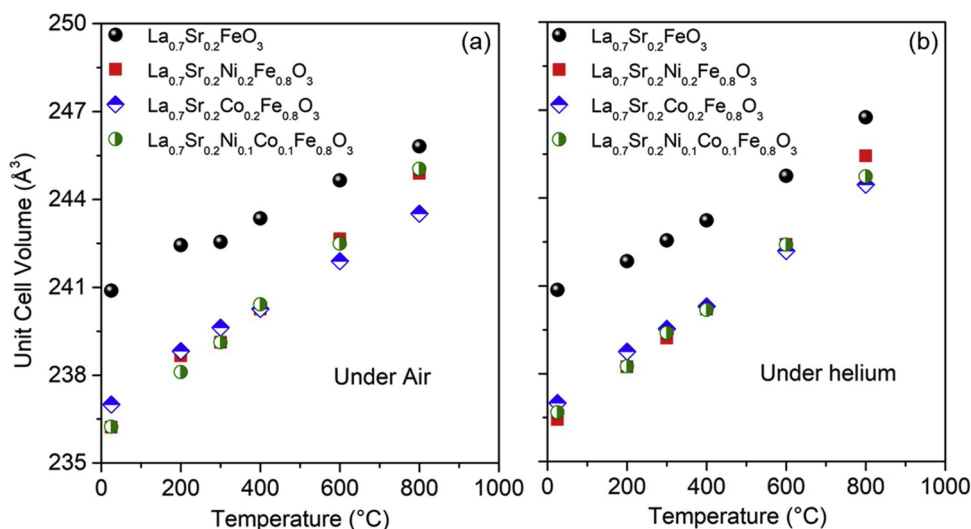 250
247
244
241
238
235
Unit Cell Volume (Å³)
(a)
La₀.₇Sr₀.₂FeO₃
La₀.₇Sr₀.₂Ni₀.₂Fe₀.₈O₃
La₀.₇Sr₀.₂Co₀.₂Fe₀.₈O₃
La₀.₇Sr₀.₂Ni₀.₁Co₀.₁Fe₀.₈O₃
Under Air
0 200 400 600 800 1000
Temperature (°C)
(b)
La₀.₇Sr₀.₂FeO₃
La₀.₇Sr₀.₂Ni₀.₂Fe₀.₈O₃
La₀.₇Sr₀.₂Co₀.₂Fe₀.₈O₃
La₀.₇Sr₀.₂Ni₀.₁Co₀.₁Fe₀.₈O₃
Under helium
0 200 400 600 800 1000
Temperature (°C)